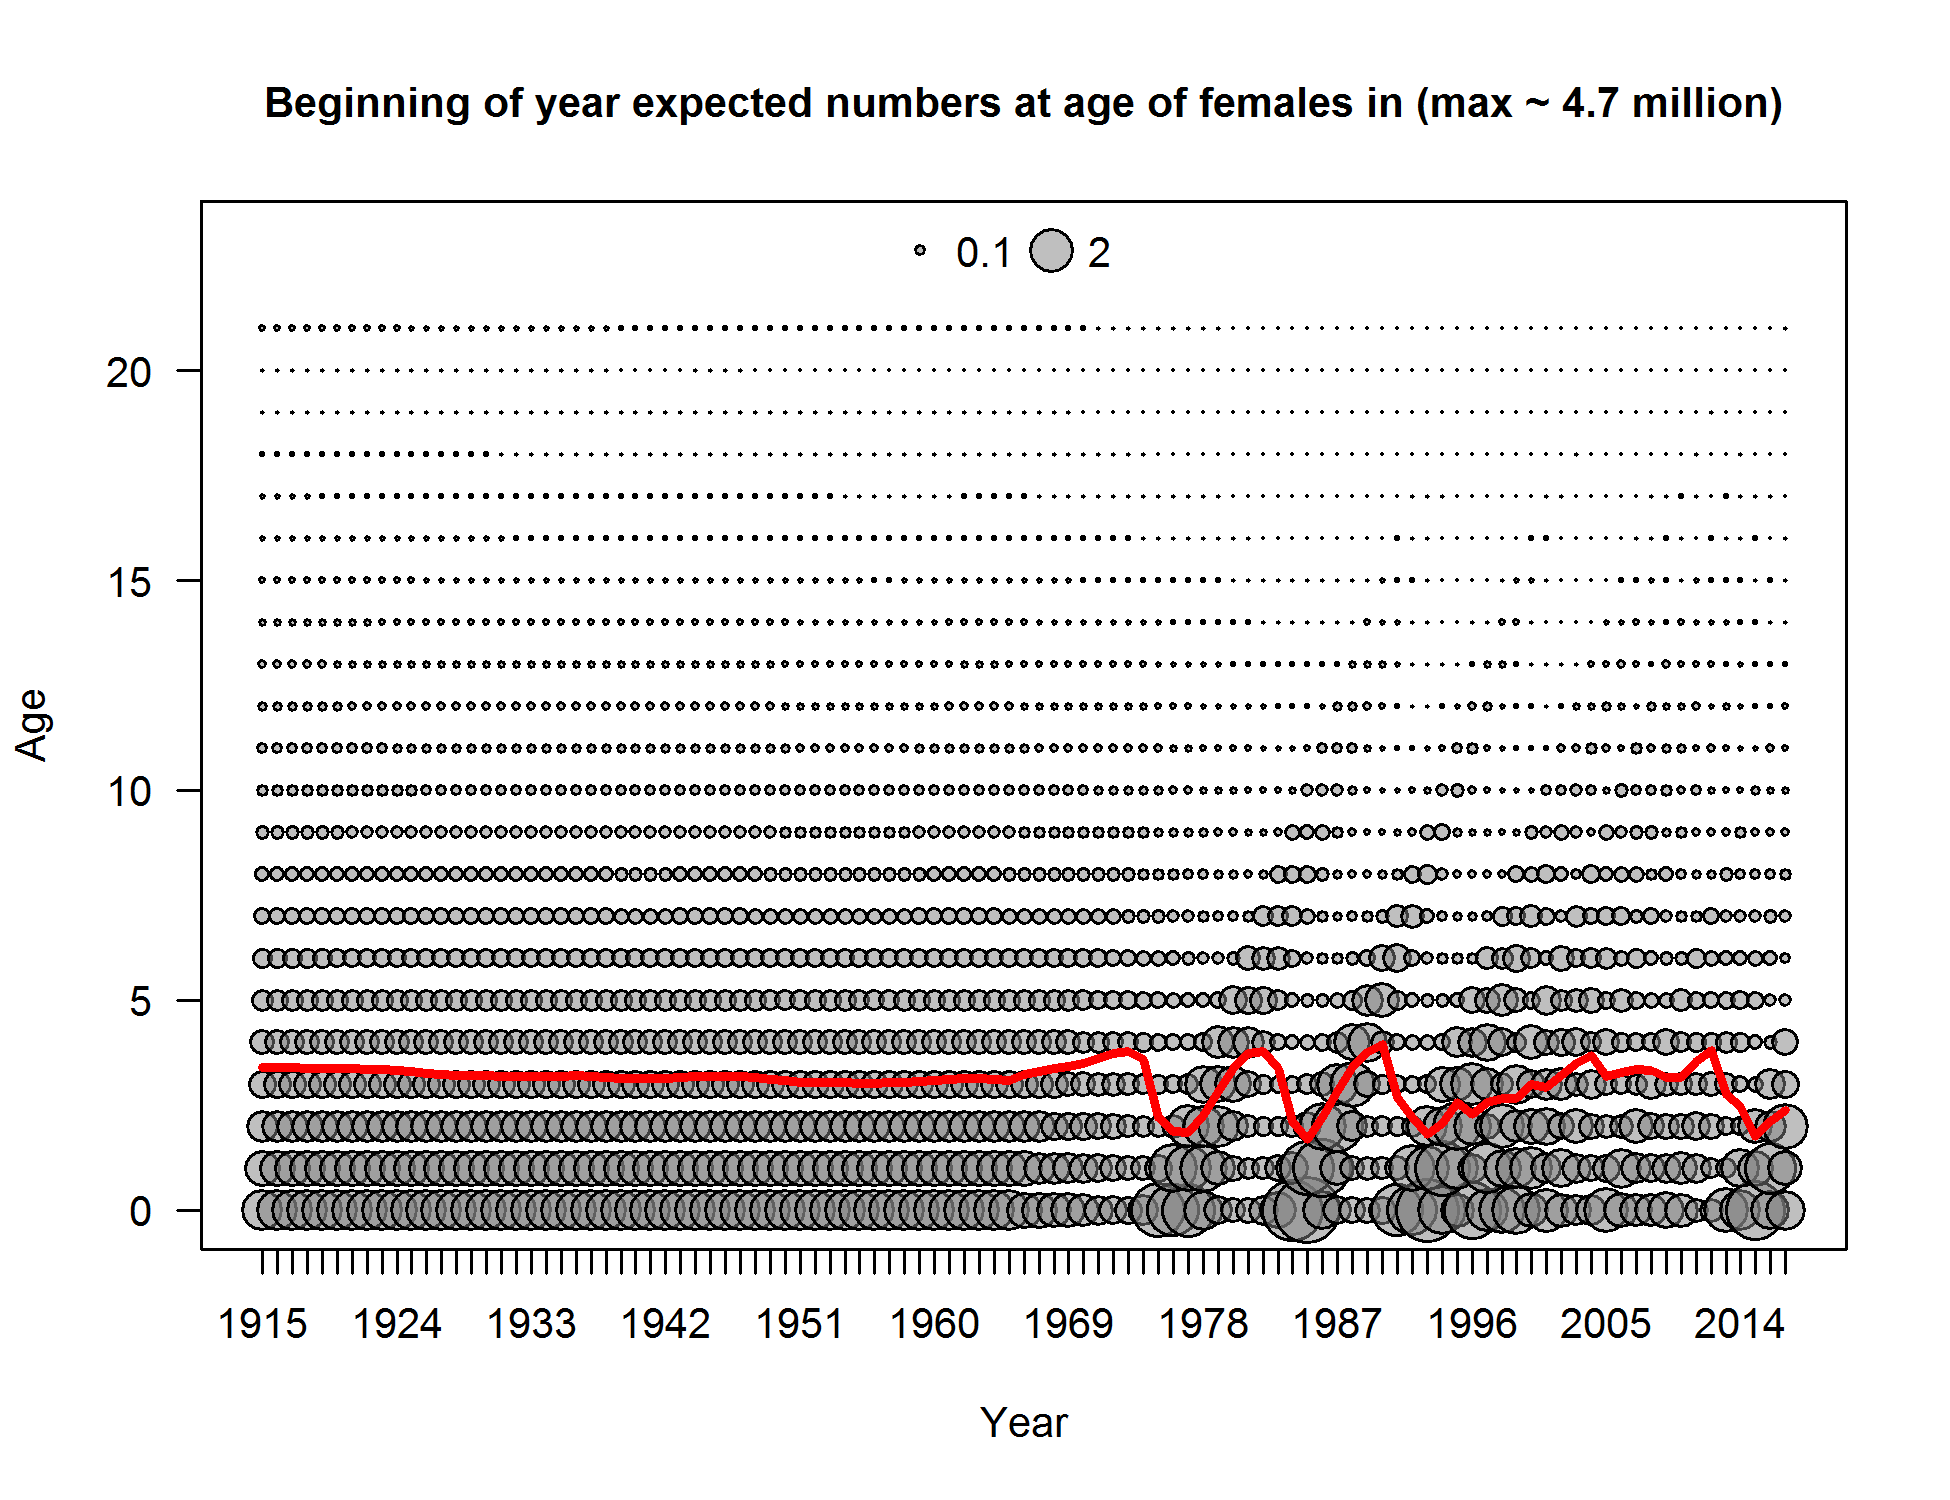 Beginning of year expected numbers at age of females in (max ~ 4.7 million)
0.1 2
20
15
10
5
0
Age
1915 1924 1933 1942 1951 1960 1969 1978 1987 1996 2005 2014
Year